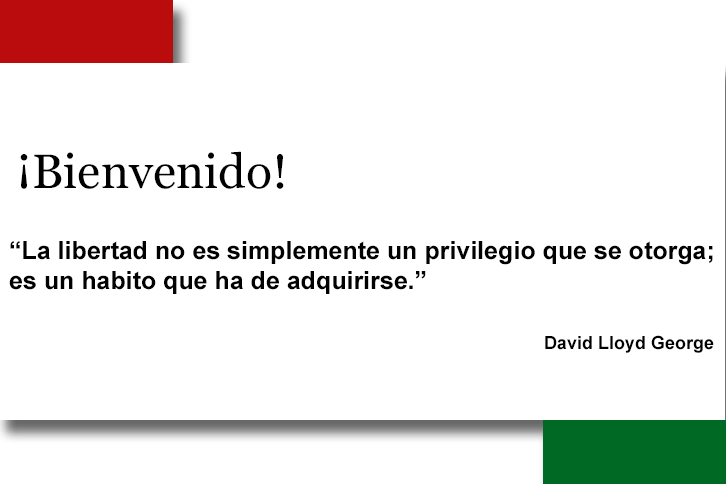 ¡Bienvenido!
“La libertad no es simplemente un privilegio que se otorga;
es un habito que ha de adquirirse.”
David Lloyd George